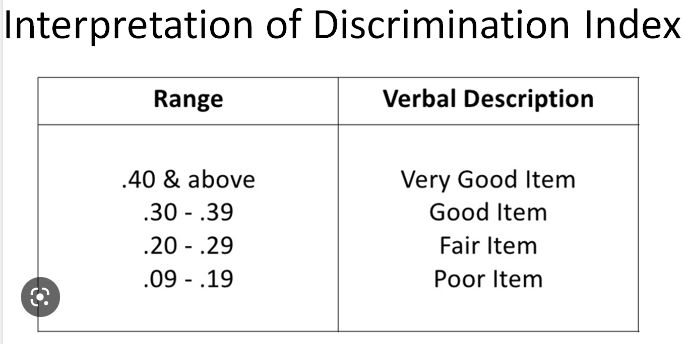 Interpretation of Discrimination Index
Range Verbal Description
.40 & above Very Good Item
.30 - .39 Good Item
.20 - .29 Fair Item
.09 - .19 Poor Item